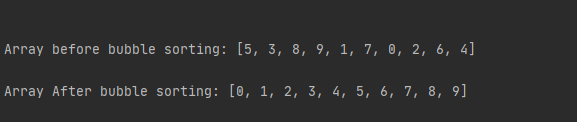 Array before bubble sorting: [5, 3, 8, 9, 1, 7, 0, 2, 6, 4]
Array After bubble sorting: [0, 1, 2, 3, 4, 5, 6, 7, 8, 9]